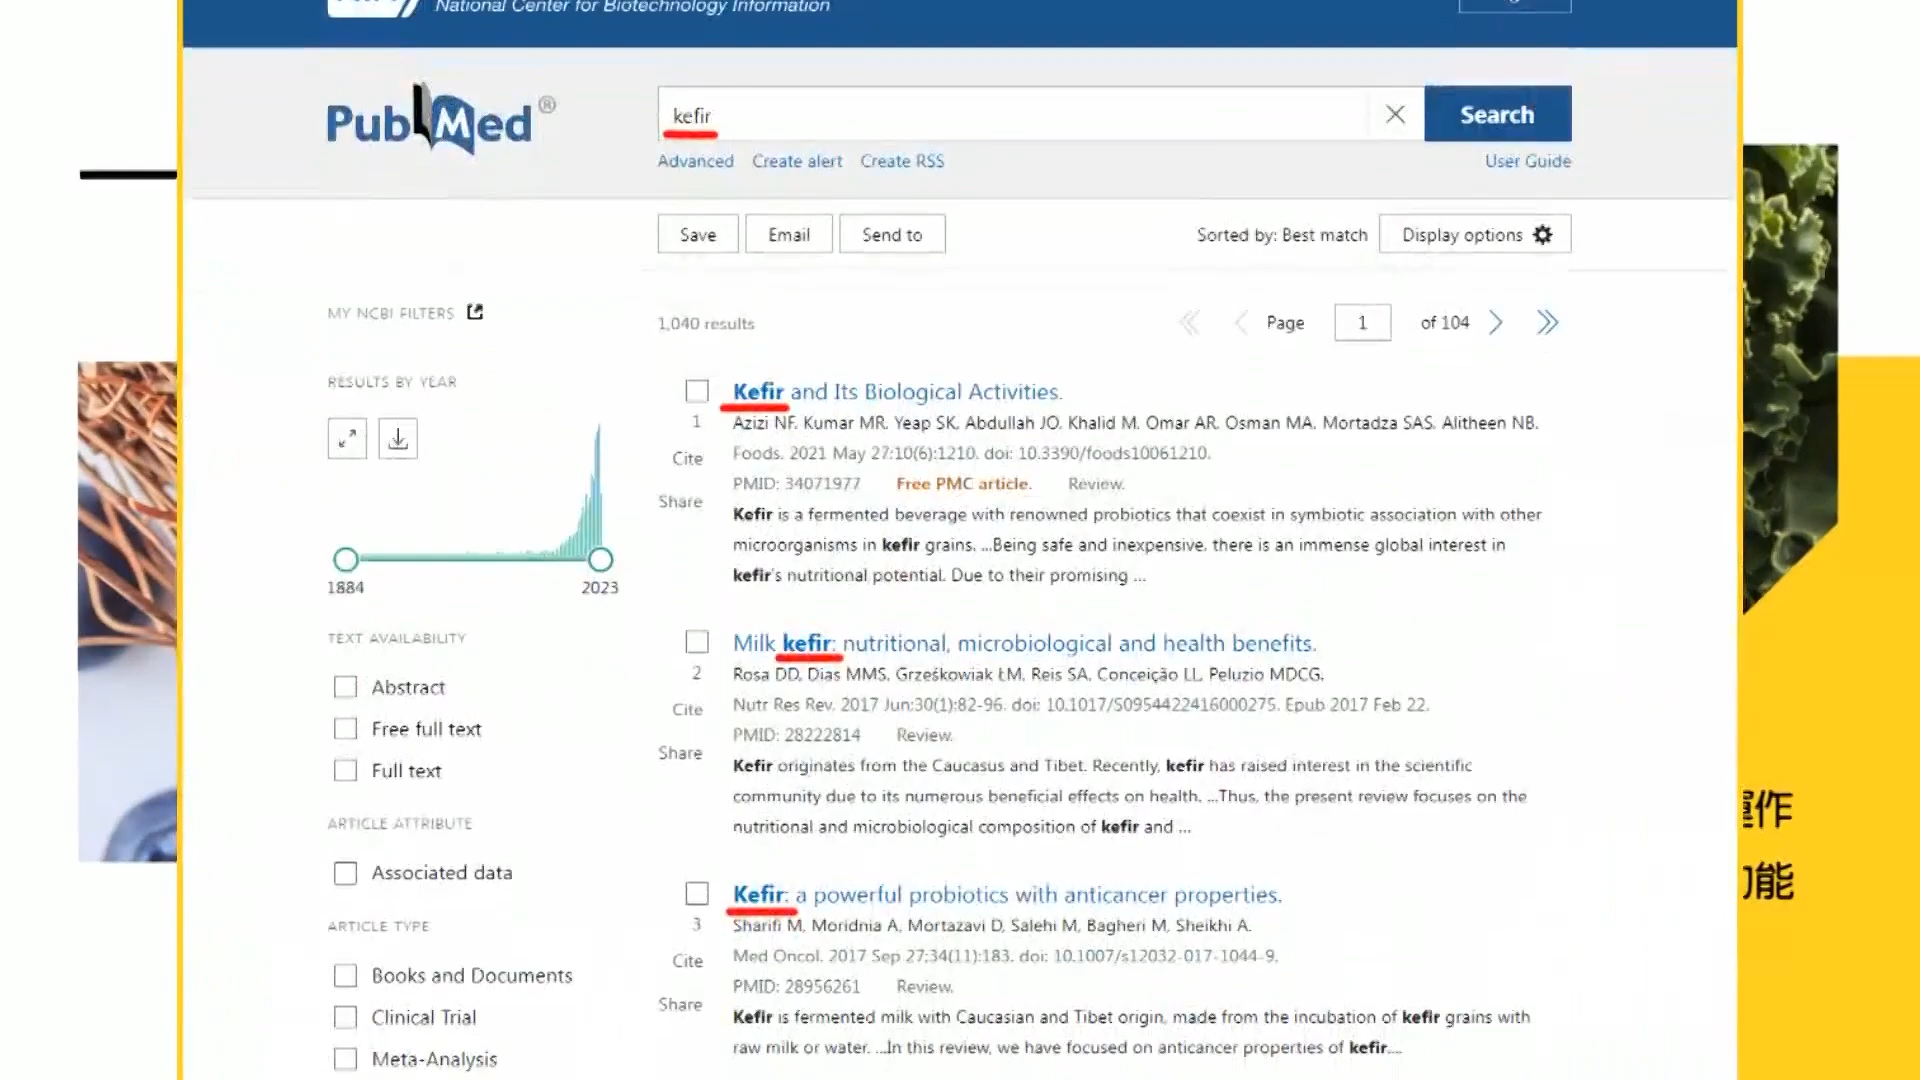 National Center for Biotechnology Information
PubMed®
kefir
Search
Advanced Create alert Create RSS
User Guide
Save Email Send to
Sorted by: Best match
Display options
MY NCBI FILTERS
1,040 results
Page 1 of 104
RESULTS BY YEAR
1884 2023
TEXT AVAILABILITY
Abstract
Free full text
Full text
ARTICLE ATTRIBUTE
Associated data
ARTICLE TYPE
Books and Documents
Clinical Trial
Meta-Analysis
Kefir and Its Biological Activities.
1
Cite
Share
Azizi NF, Kumar MR, Yeap SK, Abdullah JO, Khalid M, Omar AR, Osman MA, Mortadza SAS, Alitheen NB.
Foods. 2021 May 27;10(6):1210. doi: 10.3390/foods10061210.
PMID: 34071977 Free PMC article. Review.
Kefir is a fermented beverage with renowned probiotics that coexist in symbiotic association with other
microorganisms in kefir grains. ...Being safe and inexpensive, there is an immense global interest in
kefir's nutritional potential. Due to their promising ...
Milk kefir: nutritional, microbiological and health benefits.
2
Cite
Share
Rosa DD, Dias MMS, Grześkowiak ŁM, Reis SA, Conceição LL, Peluzio MDCG.
Nutr Res Rev. 2017 Jun;30(1):82-96. doi: 10.1017/S0954422416000275. Epub 2017 Feb 22.
PMID: 28222814 Review.
Kefir originates from the Caucasus and Tibet. Recently, kefir has raised interest in the scientific
community due to its numerous beneficial effects on health. ...Thus, the present review focuses on the
nutritional and microbiological composition of kefir and ...
Kefir: a powerful probiotics with anticancer properties.
3
Cite
Share
Sharifi M, Moridnia A, Mortazavi D, Salehi M, Bagheri M, Sheikhi A.
Med Oncol. 2017 Sep 27;34(11):183. doi: 10.1007/s12032-017-1044-9.
PMID: 28956261 Review.
Kefir is fermented milk with Caucasian and Tibet origin, made from the incubation of kefir grains with
raw milk or water. ...In this review, we have focused on anticancer properties of kefir....
作
能